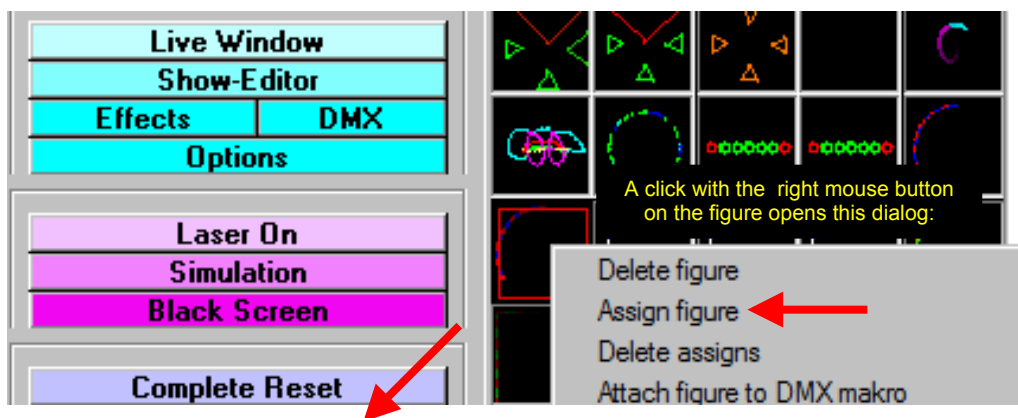 Live Window
Show-Editor
Effects DMX
Options
Laser On
Simulation
Black Screen
Complete Reset
A click with the right mouse button
on the figure opens this dialog:
Delete figure
Assign figure
Delete assigns
Attach figure to DMX makro